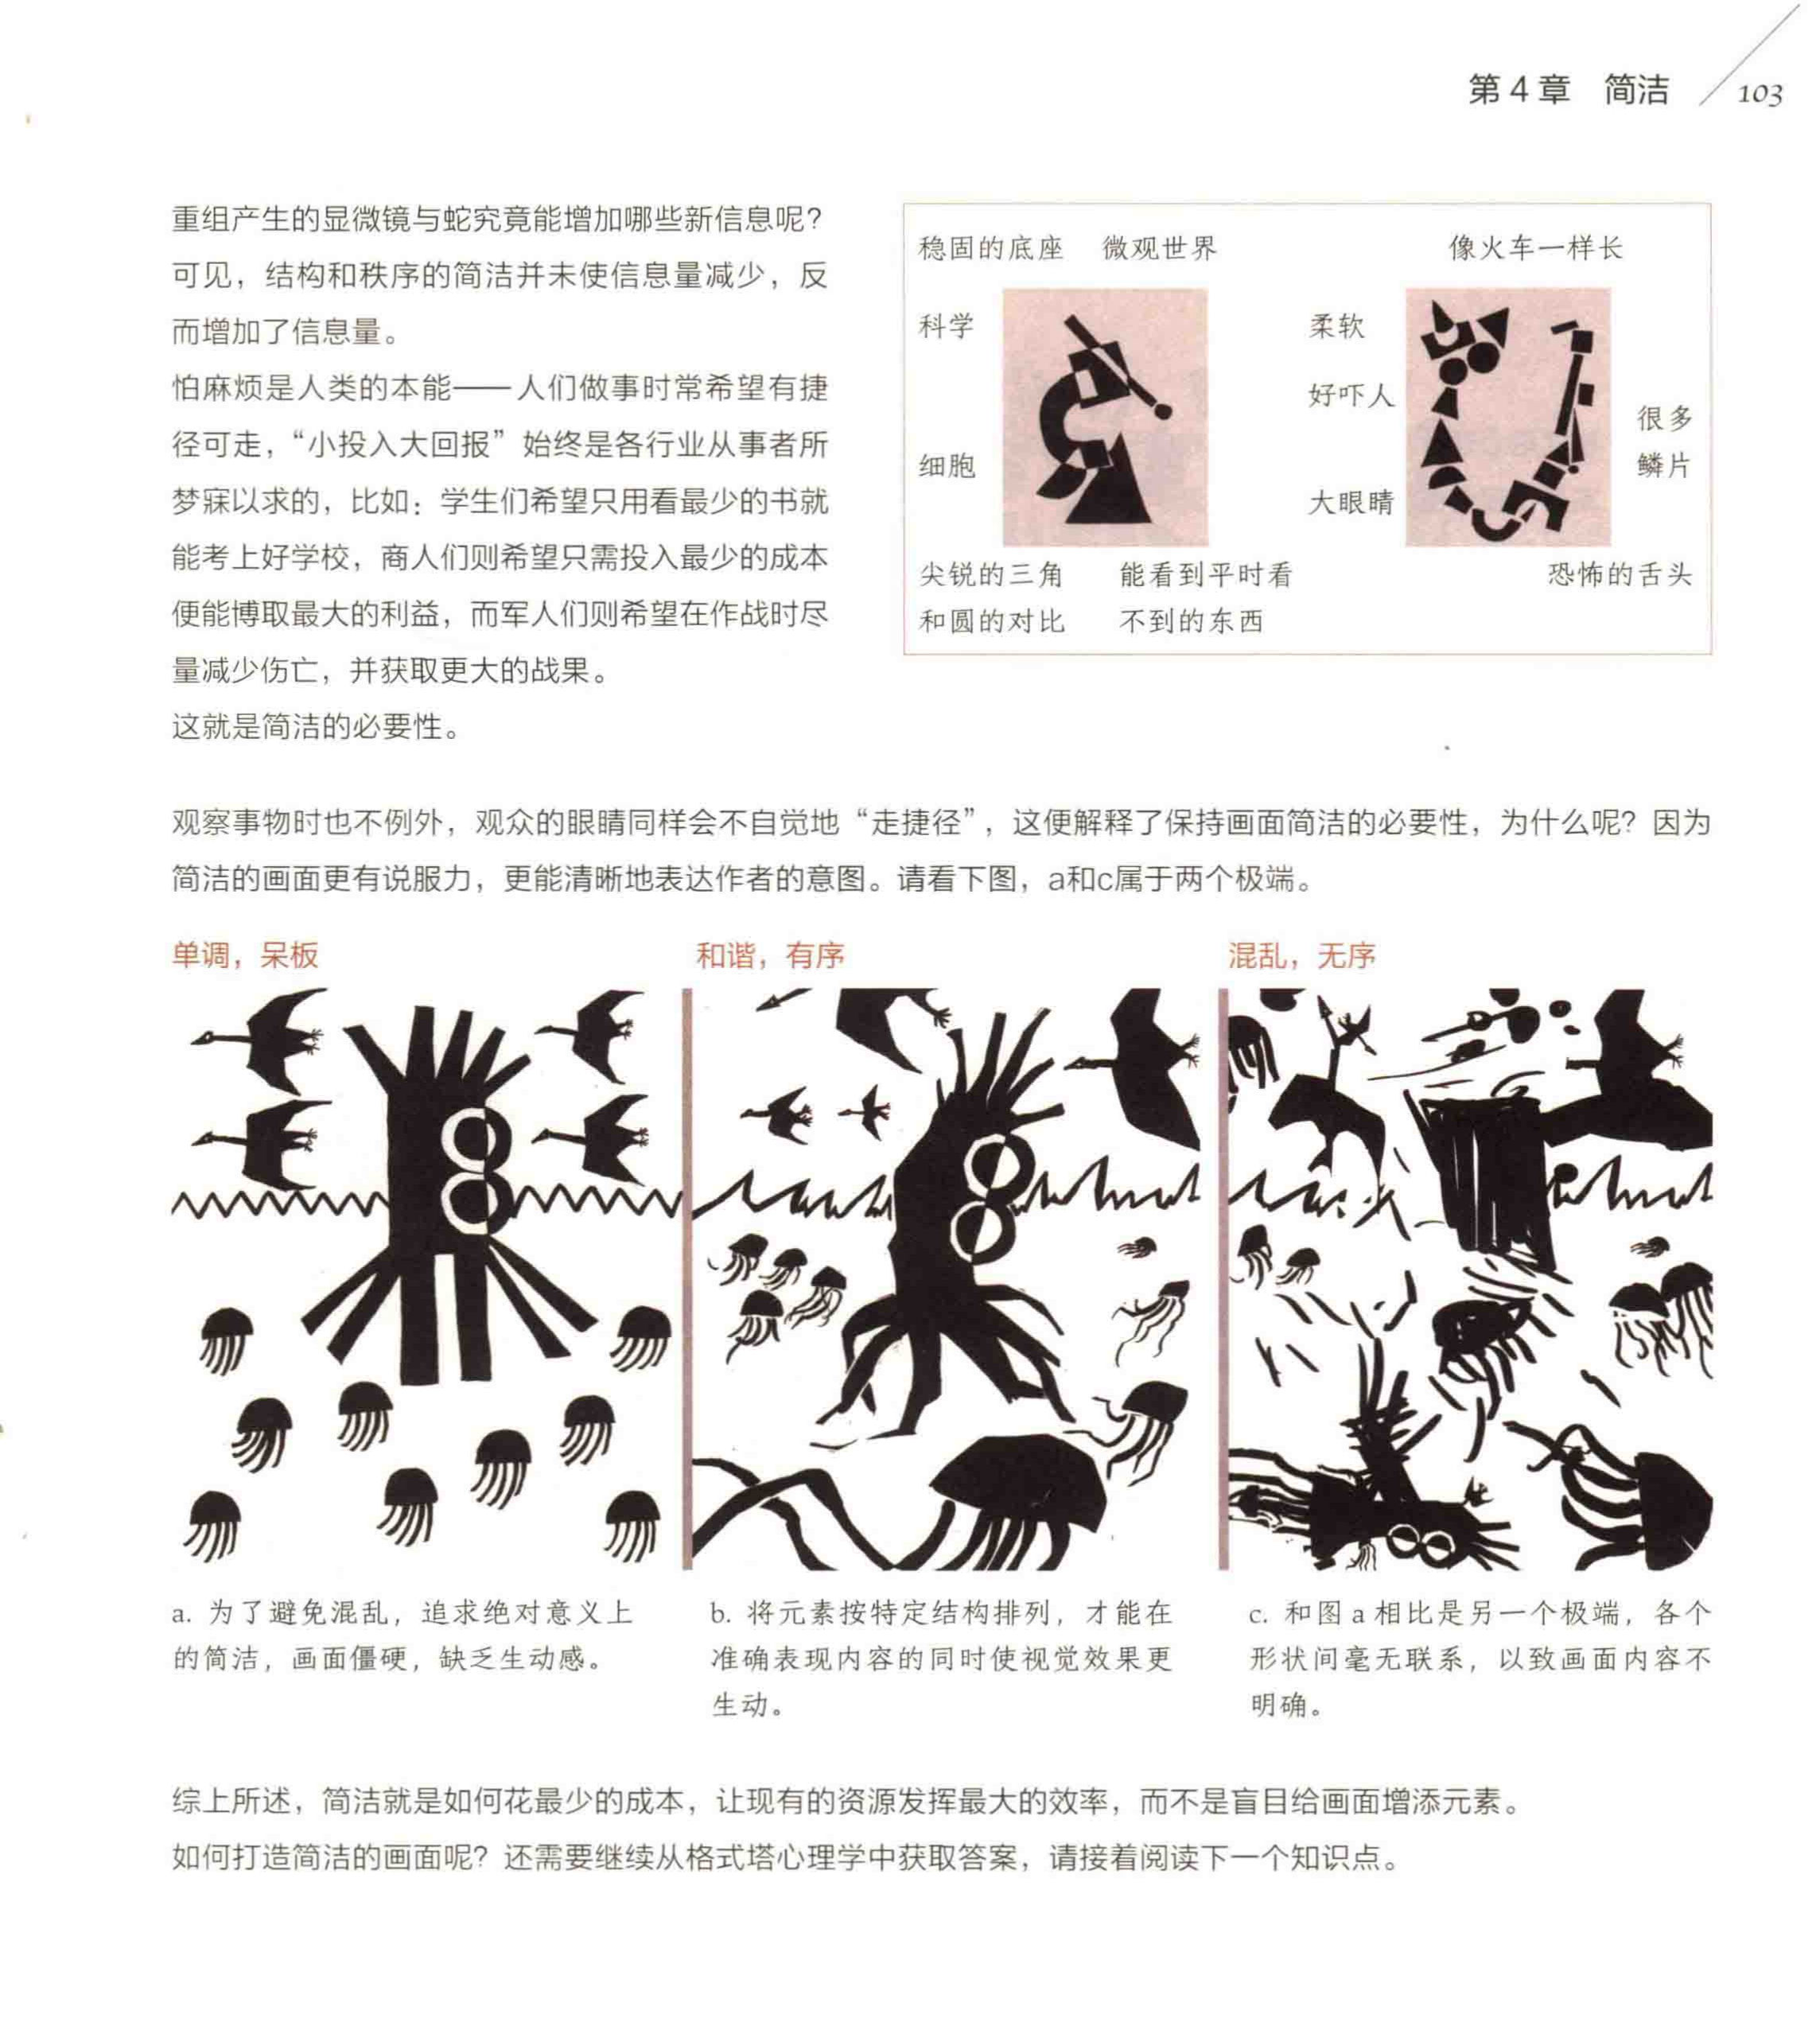 第4章 简洁 103
重组产生的显微镜与蛇究竟能增加哪些新信息呢？
可见，结构和秩序的简洁并未使信息量减少，反
而增加了信息量。
怕麻烦是人类的本能——人们做事时常希望有捷
径可走，“小投入大回报”始终是各行业从事者所
梦寐以求的，比如：学生们希望只用看最少的书就
能考上好学校，商人们则希望只需投入最少的成本
便能博取最大的利益，而军人们则希望在作战时尽
量减少伤亡，并获取更大的战果。
这就是简洁的必要性。
稳固的底座 微观世界
科学
细胞
尖锐的三角 能看到平时看
和圆的对比 不到的东西
像火车一样长
柔软
好吓人
大眼睛
很多
鳞片
恐怖的舌头
观察事物时也不例外，观众的眼睛同样会不自觉地“走捷径”，这便解释了保持画面简洁的必要性，为什么呢？因为
简洁的画面更有说服力，更能清晰地表达作者的意图。请看下图，a和c属于两个极端。
单调，呆板
和谐，有序
混乱，无序
a. 为了避免混乱，追求绝对意义上
的简洁，画面僵硬，缺乏生动感。
b. 将元素按特定结构排列，才能在
准确表现内容的同时使视觉效果更
生动。
c. 和图 a 相比是另一个极端，各个
形状间毫无联系，以致画面内容不
明确。
综上所述，简洁就是如何花最少的成本，让现有的资源发挥最大的效率，而不是盲目给画面增添元素。
如何打造简洁的画面呢？还需要继续从格式塔心理学中获取答案，请接着阅读下一个知识点。